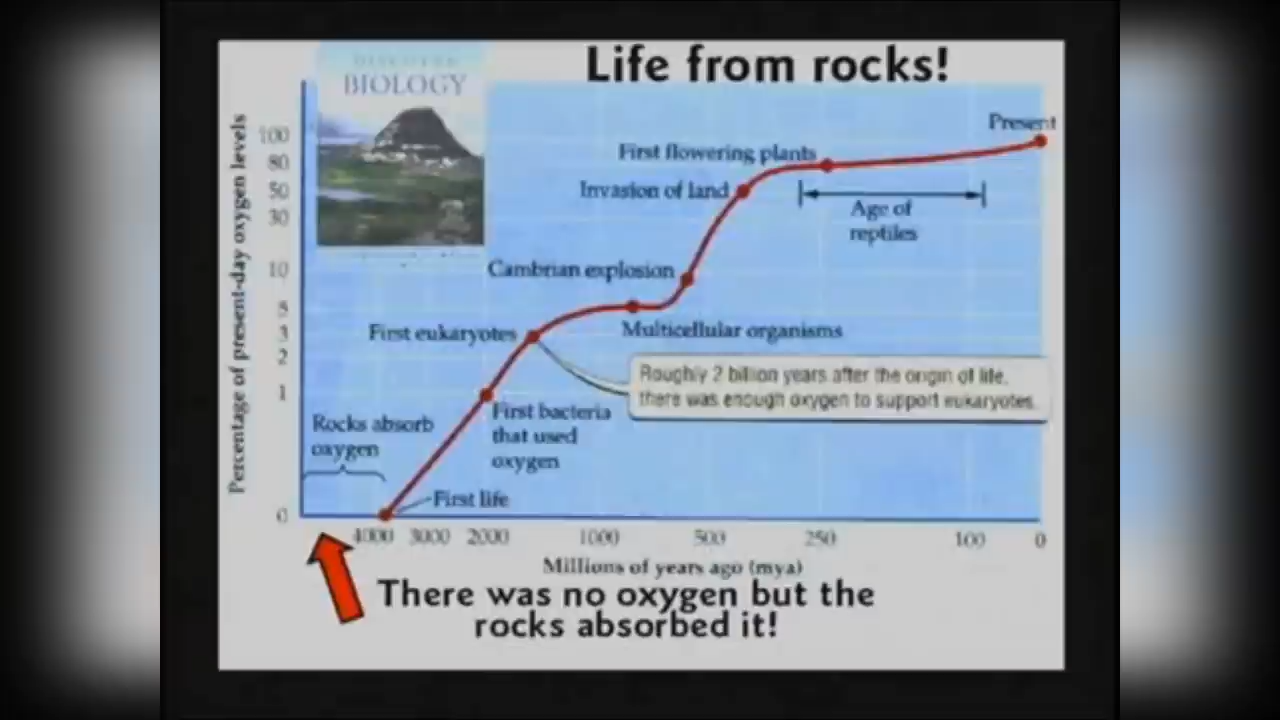 Life from rocks!
DISCOVER
BIOLOGY
Percentage of present-day oxygen levels
100
80
50
30
10
5
3
2
1
0
Present
First flowering plants
Invasion of land
Age of
reptiles
Cambrian explosion
First eukaryotes
Multicellular organisms
Roughly 2 billion years after the origin of life,
there was enough oxygen to support eukaryotes.
First bacteria
that used
oxygen
Rocks absorb
oxygen
First life
4000 3000 2000 1000 500 250 100 0
Millions of years ago (mya)
There was no oxygen but the
rocks absorbed it!